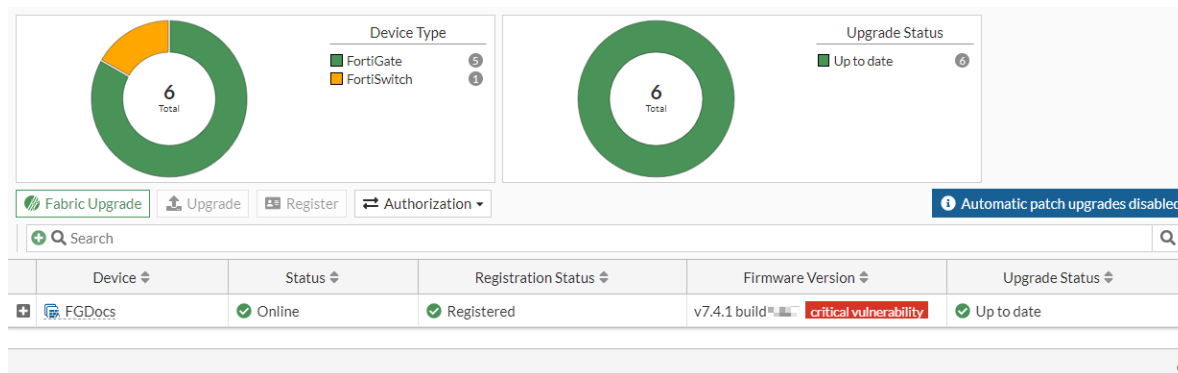 Device Type
FortiGate 5
FortiSwitch 1
6
Total
Upgrade Status
Up to date 6
6
Total
Fabric Upgrade Upgrade Register Authorization Automatic patch upgrades disabled
Search
Device Status Registration Status Firmware Version Upgrade Status
FGDocs Online Registered v7.4.1 build critical vulnerability Up to date